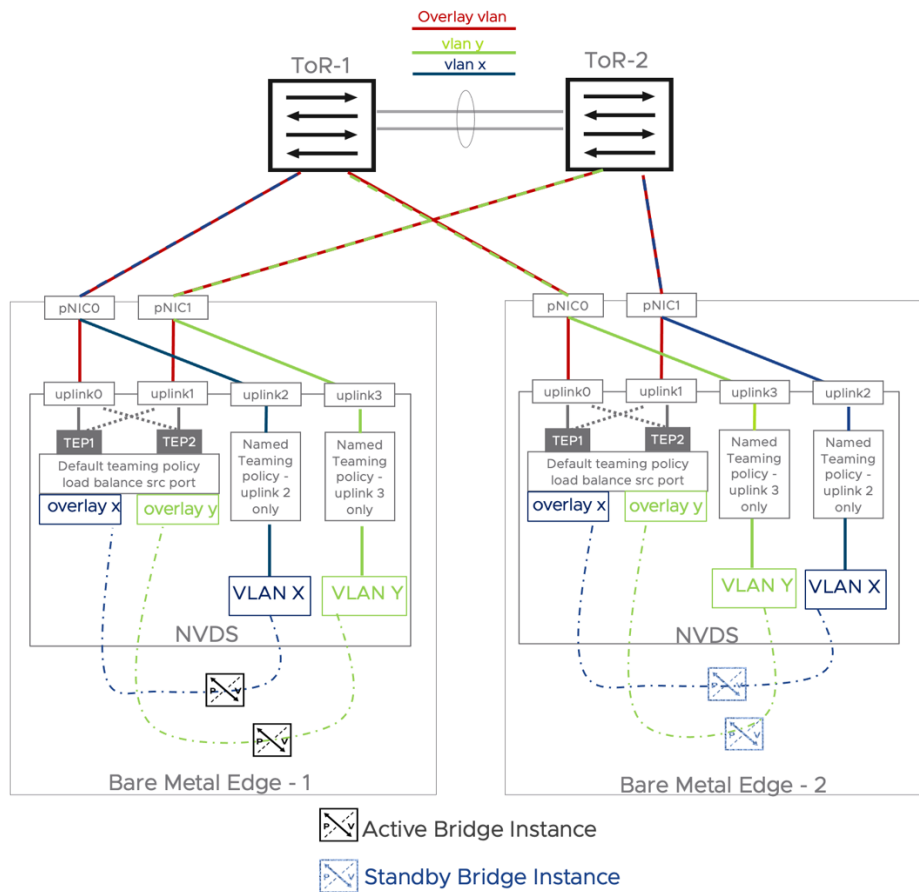 Overlay vlan
vlan y
vlan x
ToR-1
ToR-2
pNIC0
pNIC1
uplink0
uplink1
uplink2
uplink3
TEP1
TEP2
Default teaming policy
load balance src port
overlay x
overlay y
Named
Teaming
policy -
uplink 2
only
Named
Teaming
policy -
uplink 3
only
VLAN X
VLAN Y
NVDS
P V
P V
Bare Metal Edge - 1
pNIC0
pNIC1
uplink0
uplink1
uplink3
uplink2
TEP1
TEP2
Default teaming policy
load balance src port
overlay x
overlay y
Named
Teaming
policy -
uplink 3
only
Named
Teaming
policy -
uplink 2
only
VLAN Y
VLAN X
NVDS
P V
P V
Bare Metal Edge - 2
P V
Active Bridge Instance
P V
Standby Bridge Instance